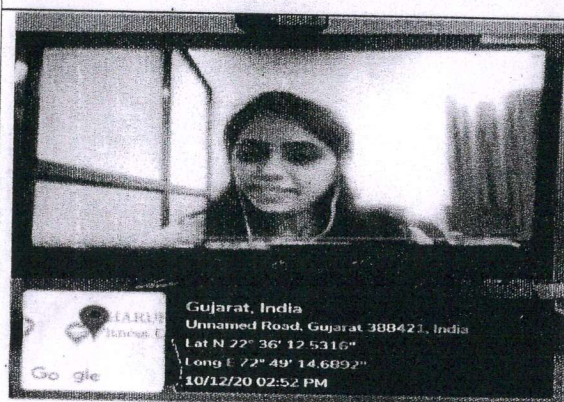 Gujarat, India
Unnamed Road, Gujarat 388421, India
Lat N 22° 36' 12.5316"
Long E 72° 49' 14.6892"
10/12/20 02:52 PM
Google